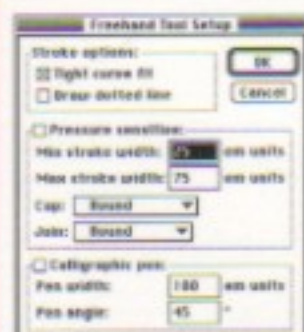 Freehand Tool Setup
Stroke options:
Tight curve fit
Draw dotted line
OK
Cancel
Pressure sensitive:
Min stroke width: 25 em units
Max stroke width: 75 em units
Cap: Round
Join: Round
Calligraphic pen:
Pen width: 100 em units
Pen angle: 45 °